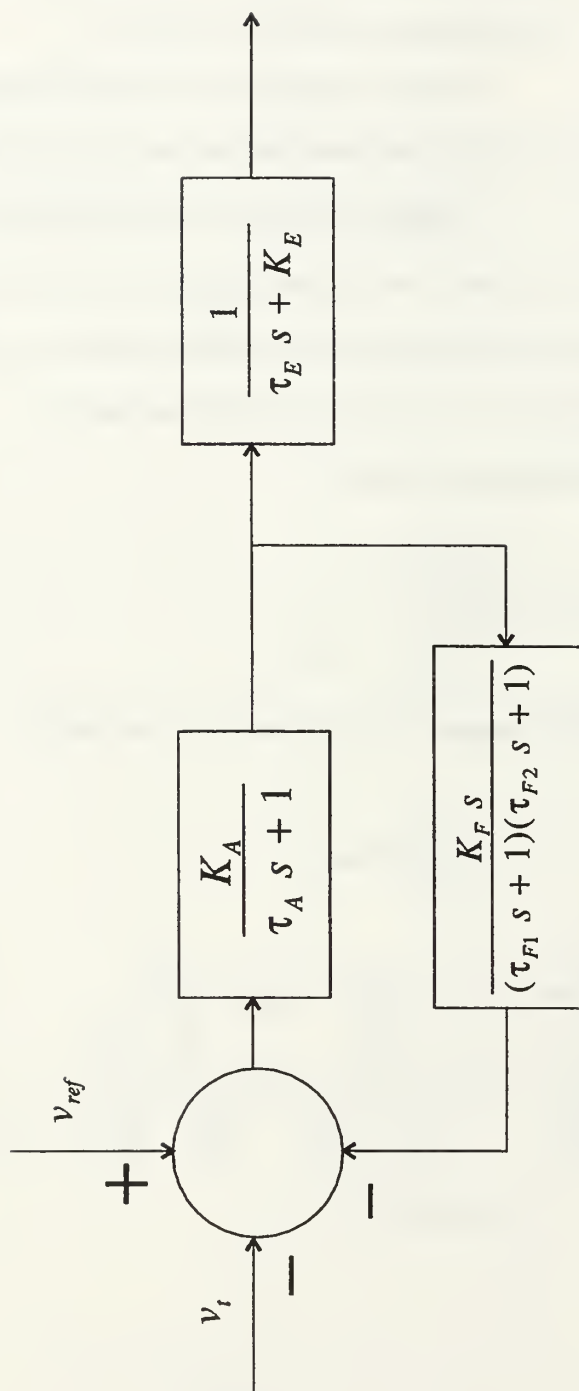 v_ref
+
v_t
−
−
K_A
τ_A s + 1
1
τ_E s + K_E
K_F s
(τ_F1 s + 1)(τ_F2 s + 1)